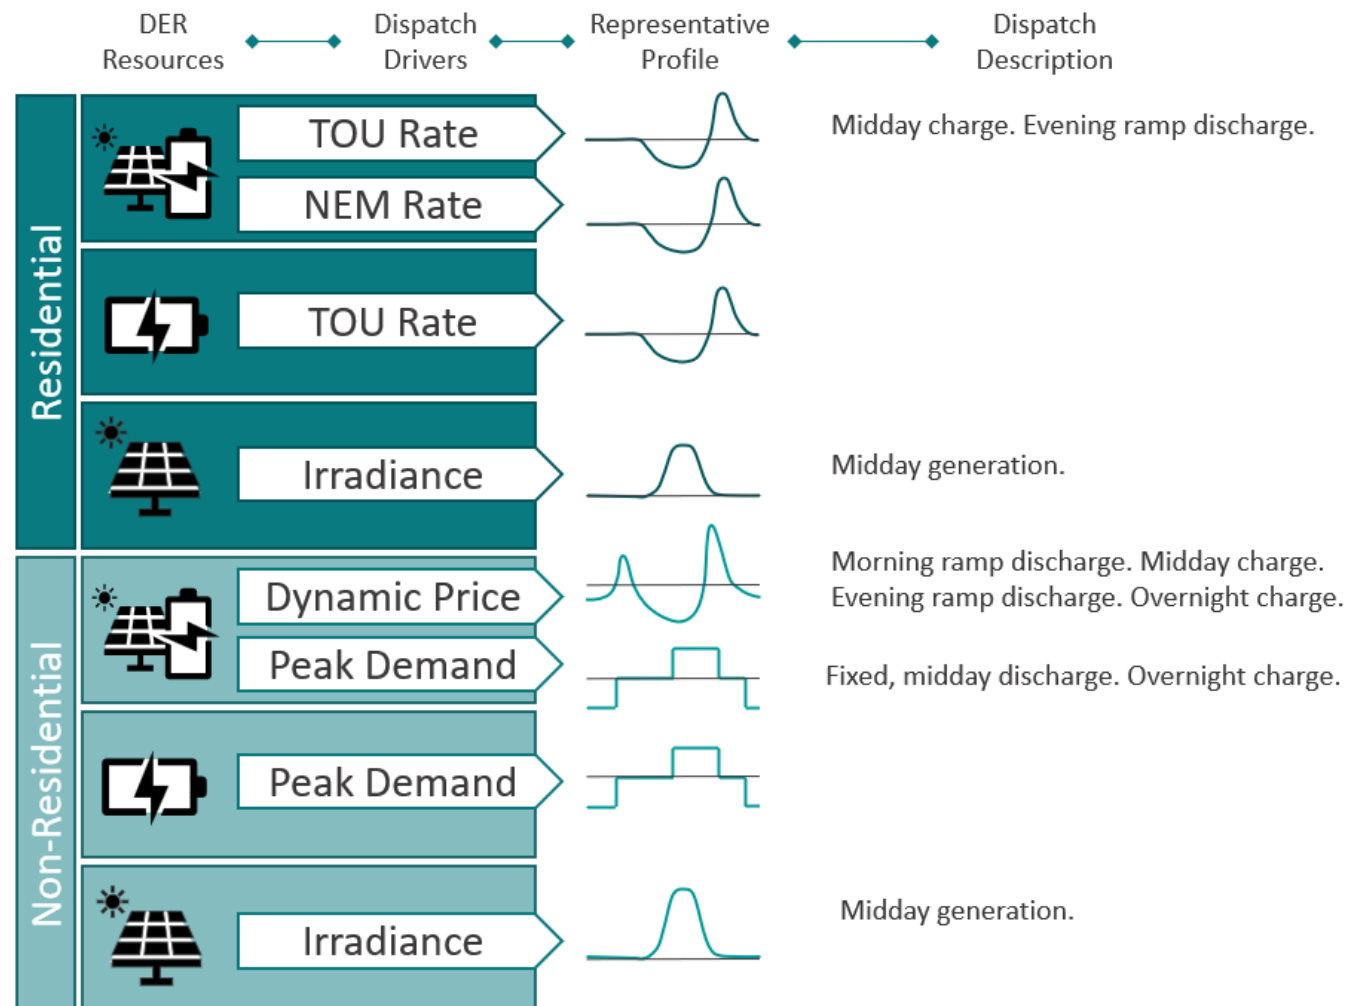 DER
Resources
Dispatch
Drivers
Representative
Profile
Dispatch
Description
Residential
TOU Rate
Midday charge. Evening ramp discharge.
NEM Rate
TOU Rate
Irradiance
Midday generation.
Non-Residential
Dynamic Price
Morning ramp discharge. Midday charge.
Evening ramp discharge. Overnight charge.
Peak Demand
Fixed, midday discharge. Overnight charge.
Peak Demand
Irradiance
Midday generation.